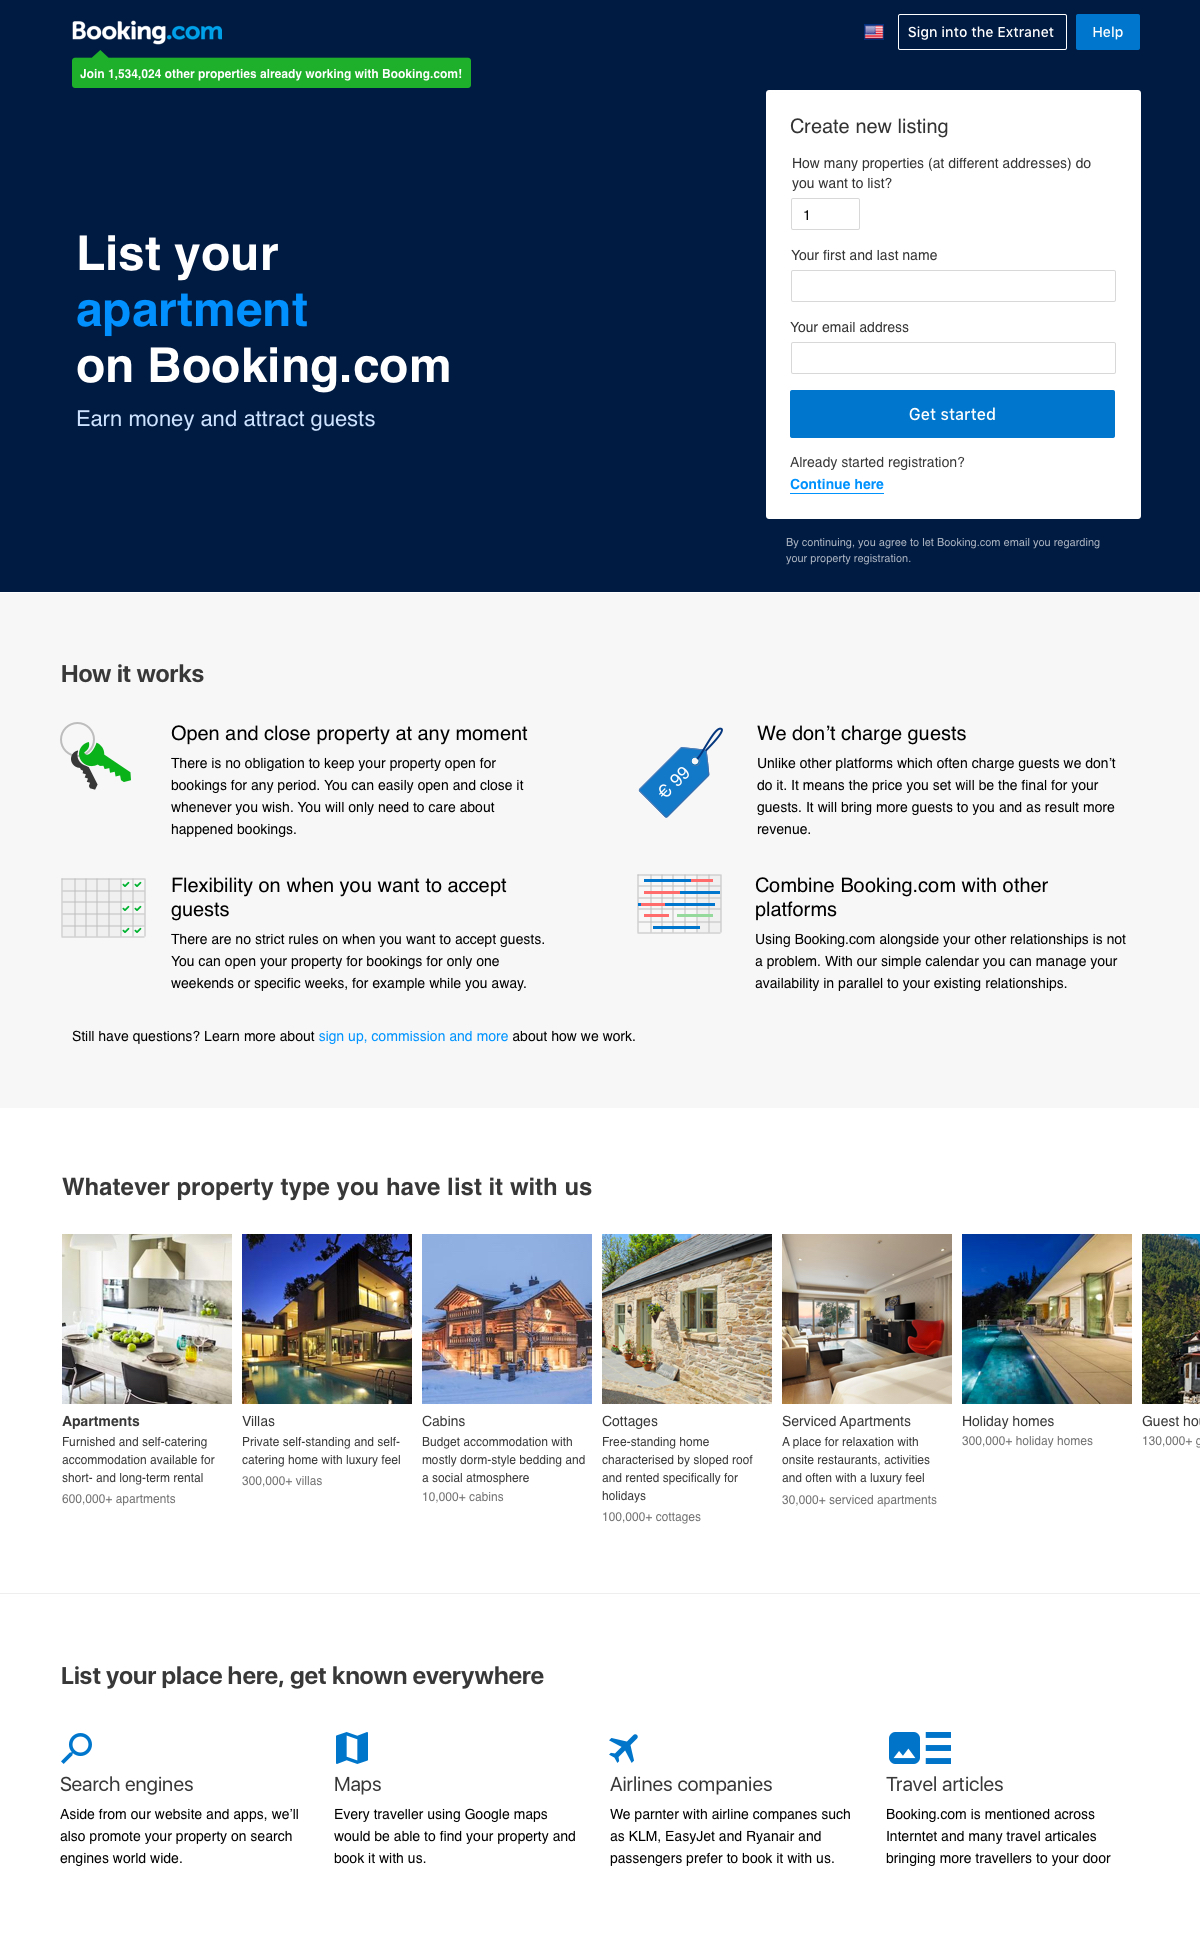 Booking.com
Sign into the Extranet
Help
Join 1,534,024 other properties already working with Booking.com!
List your
apartment
on Booking.com
Earn money and attract guests
Create new listing
How many properties (at different addresses) do
you want to list?
1
Your first and last name
Your email address
Get started
Already started registration?
Continue here
By continuing, you agree to let Booking.com email you regarding
your property registration.
How it works
Open and close property at any moment
There is no obligation to keep your property open for
bookings for any period. You can easily open and close it
whenever you wish. You will only need to care about
happened bookings.
€ 99
We don’t charge guests
Unlike other platforms which often charge guests we don’t
do it. It means the price you set will be the final for your
guests. It will bring more guests to you and as result more
revenue.
Flexibility on when you want to accept
guests
There are no strict rules on when you want to accept guests.
You can open your property for bookings for only one
weekends or specific weeks, for example while you away.
Combine Booking.com with other
platforms
Using Booking.com alongside your other relationships is not
a problem. With our simple calendar you can manage your
availability in parallel to your existing relationships.
Still have questions? Learn more about sign up, commission and more about how we work.
Whatever property type you have list it with us
Apartments
Furnished and self-catering
accommodation available for
short- and long-term rental
600,000+ apartments
Villas
Private self-standing and self-
catering home with luxury feel
300,000+ villas
Cabins
Budget accommodation with
mostly dorm-style bedding and
a social atmosphere
10,000+ cabins
Cottages
Free-standing home
characterised by sloped roof
and rented specifically for
holidays
100,000+ cottages
Serviced Apartments
A place for relaxation with
onsite restaurants, activities
and often with a luxury feel
30,000+ serviced apartments
Holiday homes
300,000+ holiday homes
Guest ho
130,000+ g
List your place here, get known everywhere
Search engines
Aside from our website and apps, we’ll
also promote your property on search
engines world wide.
Maps
Every traveller using Google maps
would be able to find your property and
book it with us.
Airlines companies
We parnter with airline companes such
as KLM, EasyJet and Ryanair and
passengers prefer to book it with us.
Travel articles
Booking.com is mentioned across
Interntet and many travel articales
bringing more travellers to your door